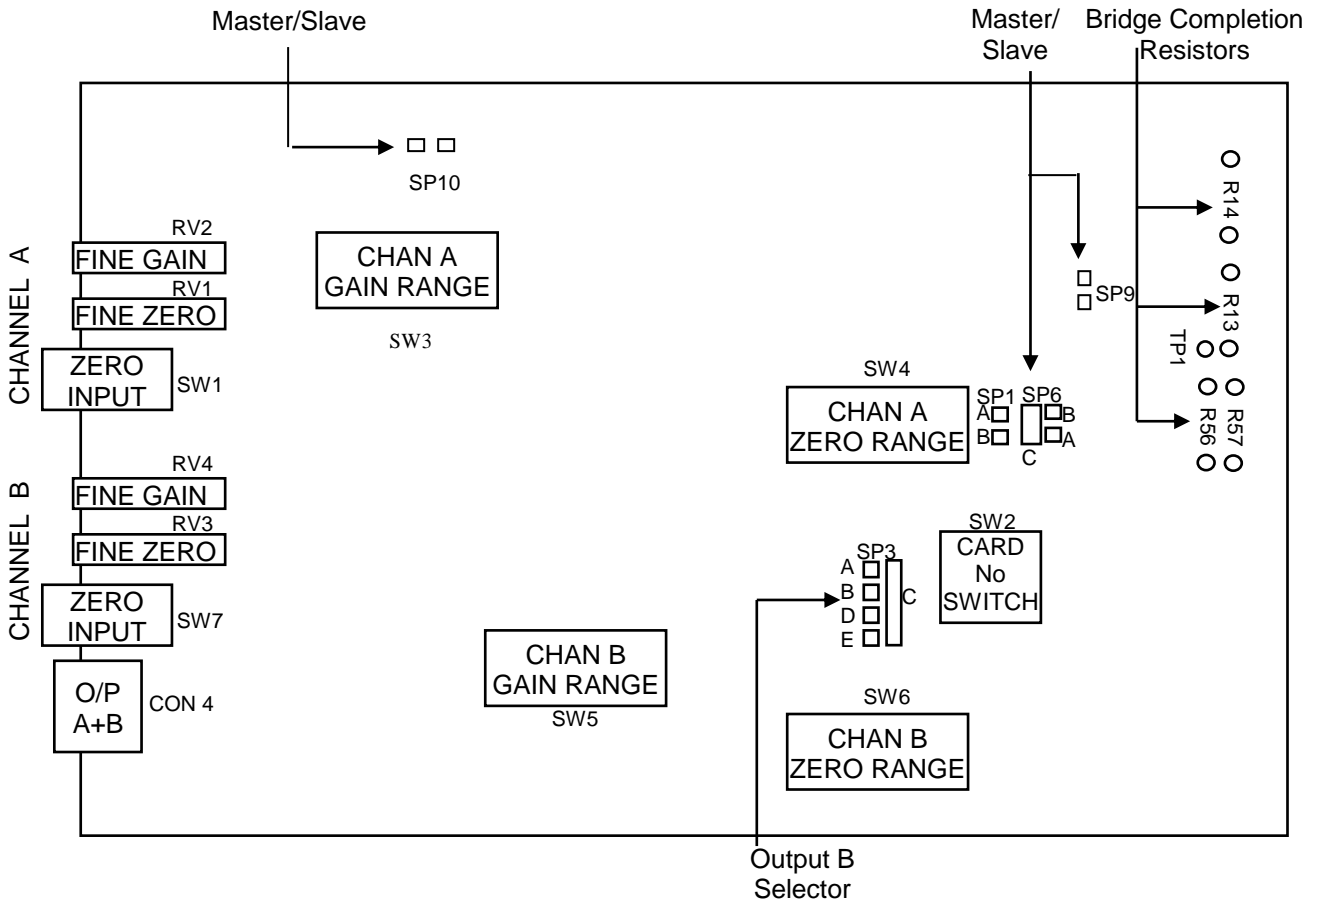 Master/Slave
Master/
Slave
Bridge Completion
Resistors
SP10
R14
RV2
FINE GAIN
RV1
FINE ZERO
ZERO
INPUT
SW1
CHANNEL A
CHAN A
GAIN RANGE
SW3
SP9
R13
TP1
SW4
CHAN A
ZERO RANGE
SP1
A
B
SP6
B
A
C
R56
R57
RV4
FINE GAIN
RV3
FINE ZERO
ZERO
INPUT
SW7
CHANNEL B
O/P
A+B
CON 4
SW2
CARD
No
SWITCH
SP3
A
B
D
E
C
CHAN B
GAIN RANGE
SW5
SW6
CHAN B
ZERO RANGE
Output B
Selector